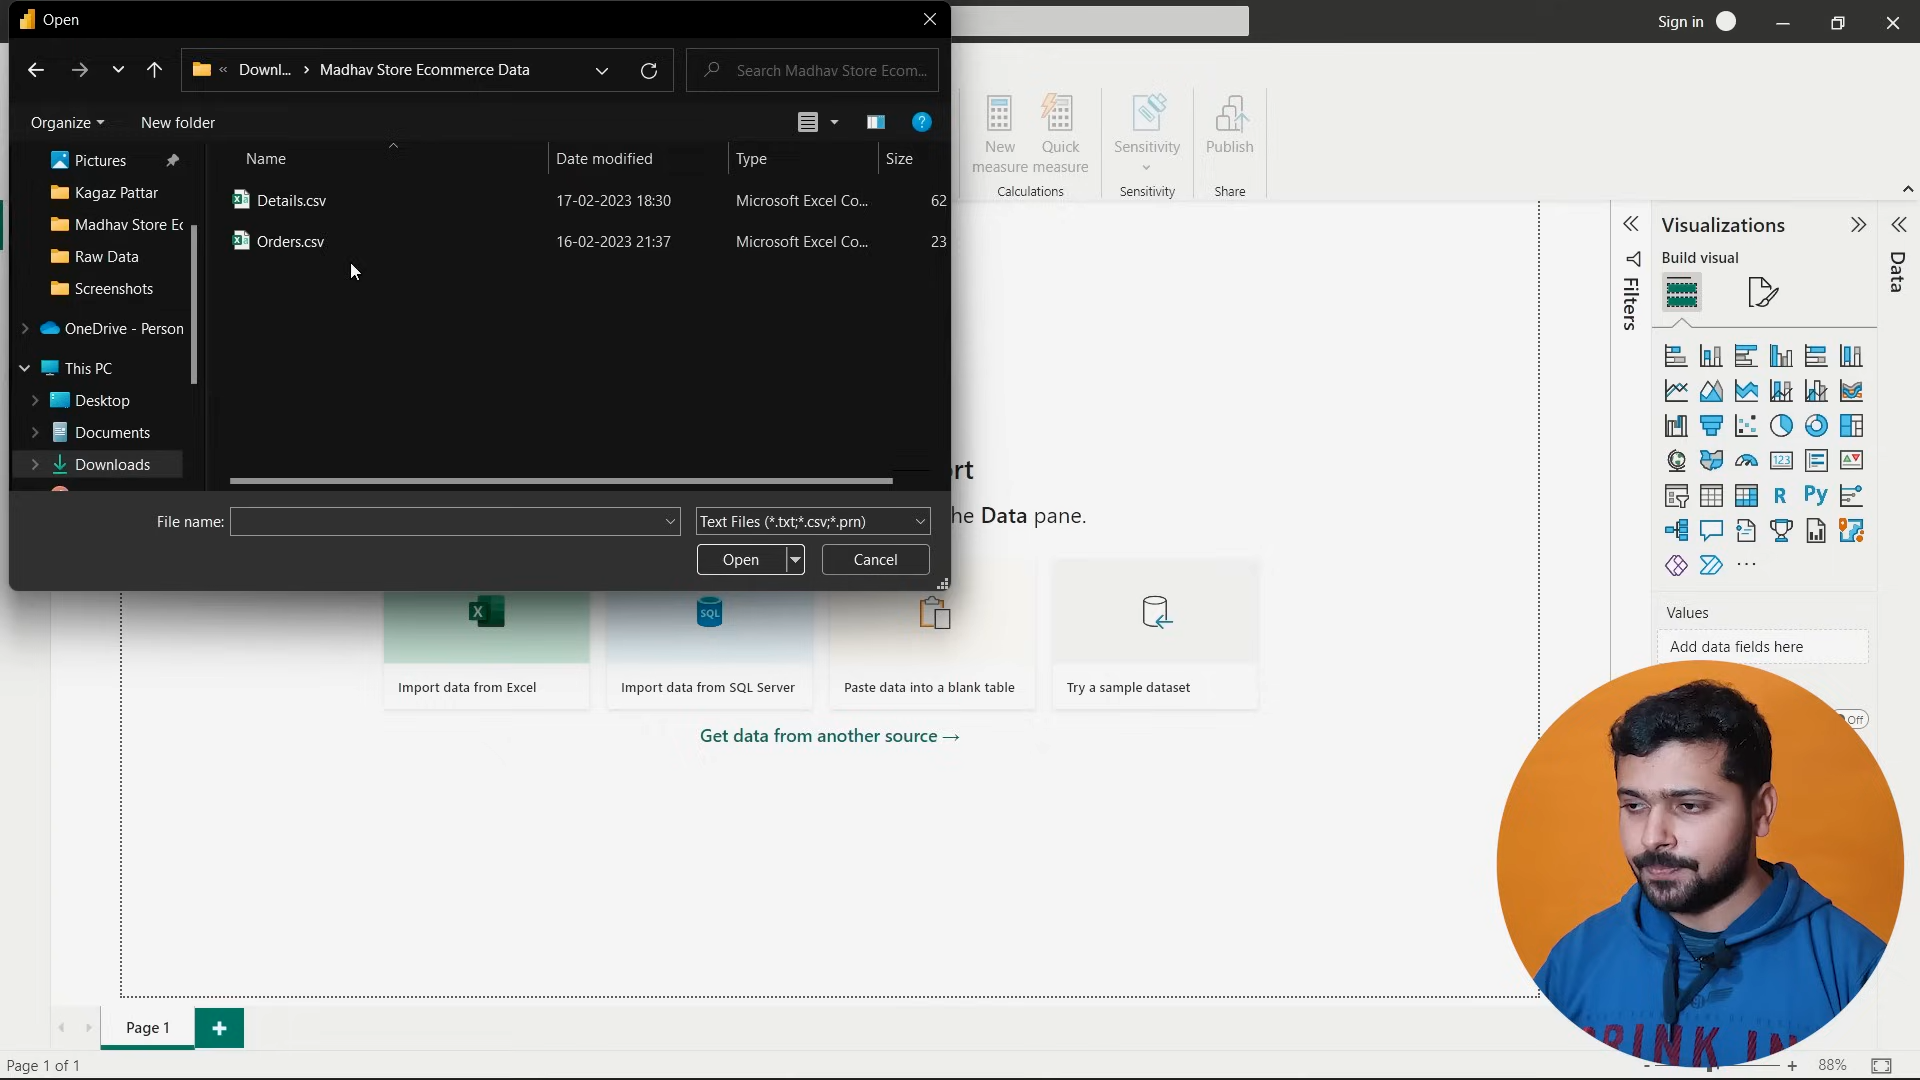 Open
Sign in
« Downl... › Madhav Store Ecommerce Data
Search Madhav Store Ecom...
Organize
New folder
?
New measure
Quick measure
Sensitivity
Publish
Calculations
Sensitivity
Share
Name
Date modified
Type
Size
Pictures
Kagaz Pattar
Madhav Store Ec
Raw Data
Screenshots
OneDrive - Person
This PC
Desktop
Documents
Downloads
Details.csv 17-02-2023 18:30 Microsoft Excel Co... 62
Orders.csv 16-02-2023 21:37 Microsoft Excel Co... 23
File name:
Text Files (*.txt;*.csv;*.prn)
Open
Cancel
ort
he Data pane.
X
SQL
Import data from Excel
Import data from SQL Server
Paste data into a blank table
Try a sample dataset
Get data from another source →
Filters
Visualizations
Build visual
123
R
Py
...
Values
Add data fields here
Off
Data
Page 1
+
Page 1 of 1
- + 88%
DRINK IN